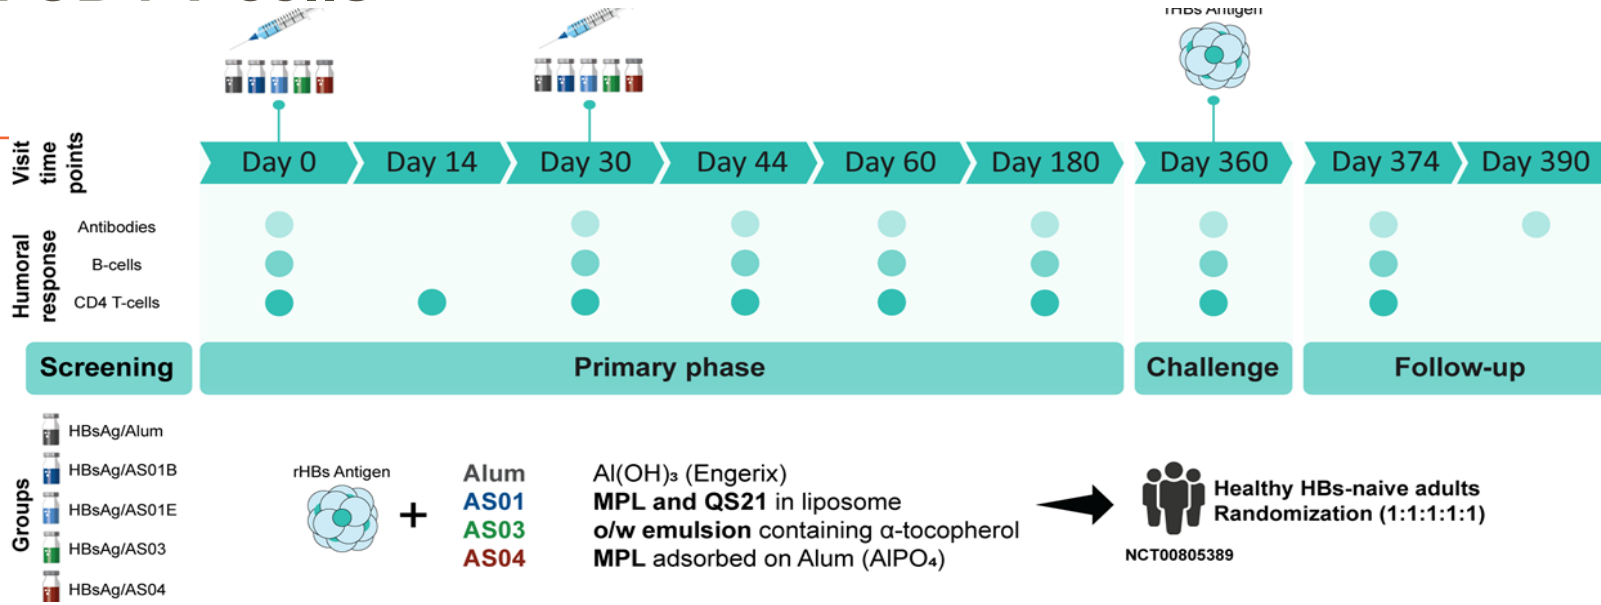 rHBs Antigen
Visit time points
Day 0
Day 14
Day 30
Day 44
Day 60
Day 180
Day 360
Day 374
Day 390
Humoral response
Antibodies
B-cells
CD4 T-cells
Screening
Primary phase
Challenge
Follow-up
Groups
HBsAg/Alum
HBsAg/AS01B
HBsAg/AS01E
HBsAg/AS03
HBsAg/AS04
rHBs Antigen
+
Alum Al(OH)₃ (Engerix)
AS01 MPL and QS21 in liposome
AS03 o/w emulsion containing α-tocopherol
AS04 MPL adsorbed on Alum (AlPO₄)
Healthy HBs-naive adults
Randomization (1:1:1:1:1)
NCT00805389